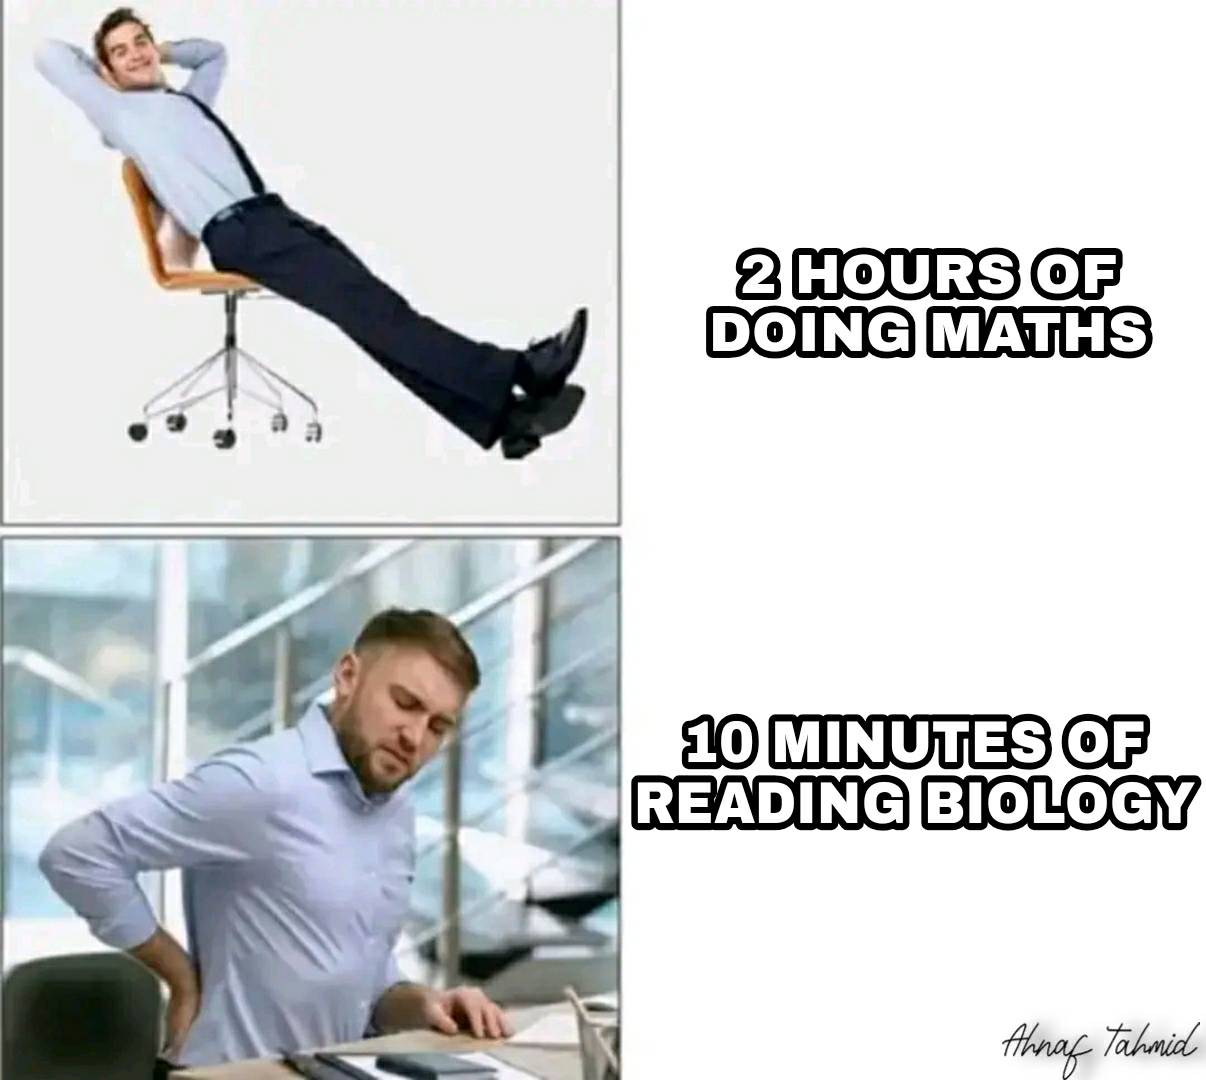 2 HOURS OF
DOING MATHS
10 MINUTES OF
READING BIOLOGY
Ahnaf Tahmid